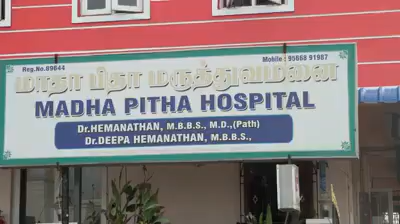 Reg.No.89844
Mobile : 95668 91987
மாதா பிதா மருத்துவமனை
MADHA PITHA HOSPITAL
Dr.HEMANATHAN, M.B.B.S., M.D.,(Path)
Dr.DEEPA HEMANATHAN, M.B.B.S.,